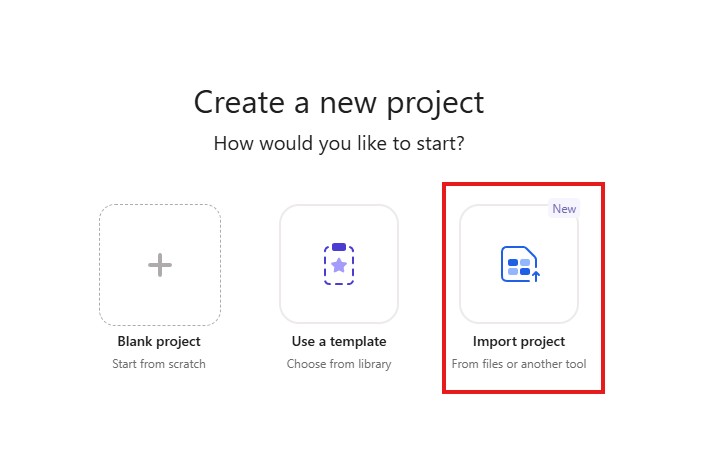 Create a new project
How would you like to start?
New
Blank project
Start from scratch
Use a template
Choose from library
Import project
From files or another tool